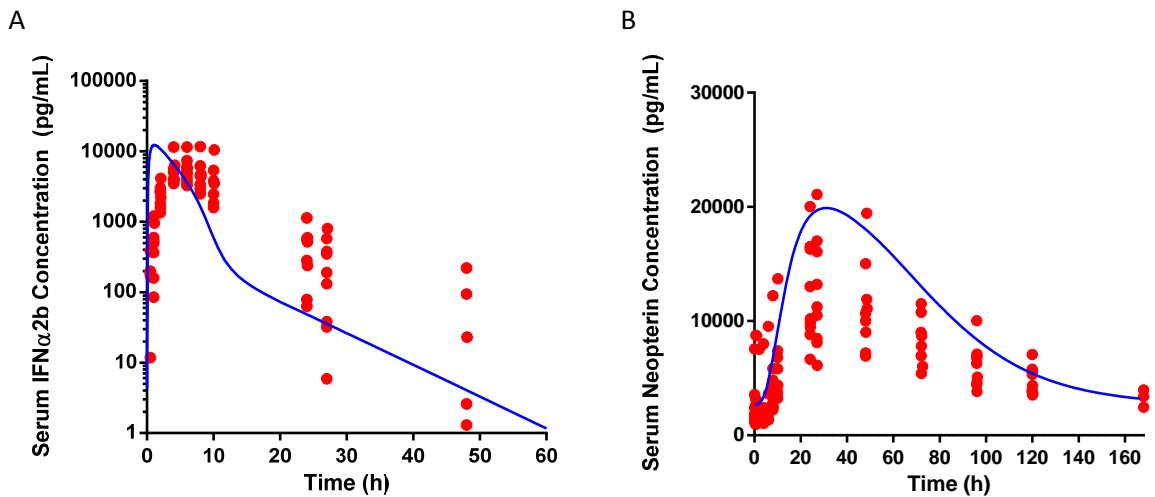 A
Serum IFNα2b Concentration (pg/mL)
100000
10000
1000
100
10
1
0 10 20 30 40 50 60
Time (h)
B
Serum Neopterin Concentration (pg/mL)
30000
20000
10000
0
0 20 40 60 80 100 120 140 160
Time (h)